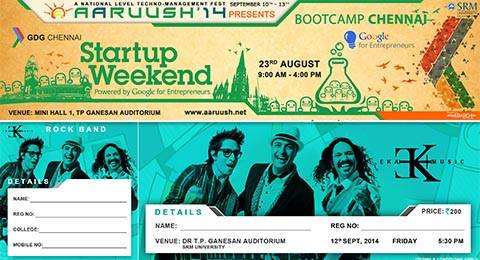 A NATIONAL LEVEL TECHNO-MANAGEMENT FEST SEPTEMBER 10TH - 13TH
AARUUSH'14
PRESENTS
BOOTCAMP CHENNAI
SRM
GDG CHENNAI
Startup
Weekend
Powered by Google for Entrepreneurs
23RD AUGUST
9:00 AM - 4:00 PM
Google
for Entrepreneurs
VENUE: MINI HALL 1, TP GANESAN AUDITORIUM
www.aaruush.net
ROCK BAND
DETAILS
NAME:
REG NO:
COLLEGE:
MOBILE NO:
EK
EKA MUSIC
DETAILS
PRICE: ₹200
NAME:
REG NO:
VENUE: DR T.P. GANESAN AUDITORIUM
SRM UNIVERSITY
12th SEPT, 2014 FRIDAY 5:30 PM